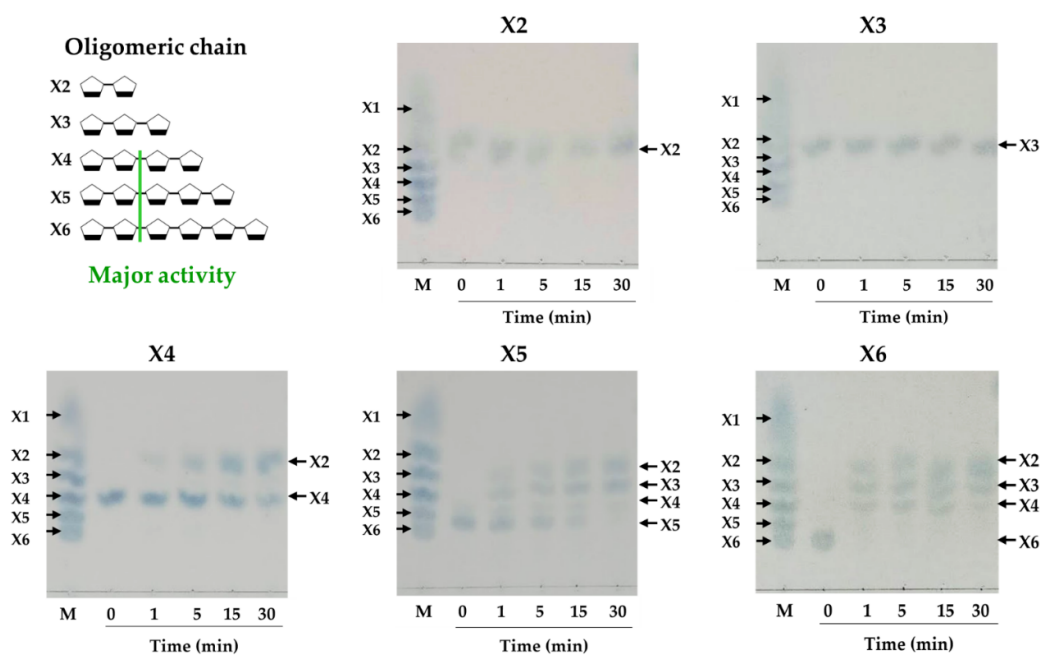 Oligomeric chain
X2
X3
X4
X5
X6
Major activity
X2
X1
X2
X3
X4
X5
X6
X2
M 0 1 5 15 30
Time (min)
X3
X1
X2
X3
X4
X5
X6
X3
M 0 1 5 15 30
Time (min)
X4
X1
X2
X3
X4
X5
X6
X2
X4
M 0 1 5 15 30
Time (min)
X5
X1
X2
X3
X4
X5
X6
X2
X3
X4
X5
M 0 1 5 15 30
Time (min)
X6
X1
X2
X3
X4
X5
X6
X2
X3
X4
X6
M 0 1 5 15 30
Time (min)